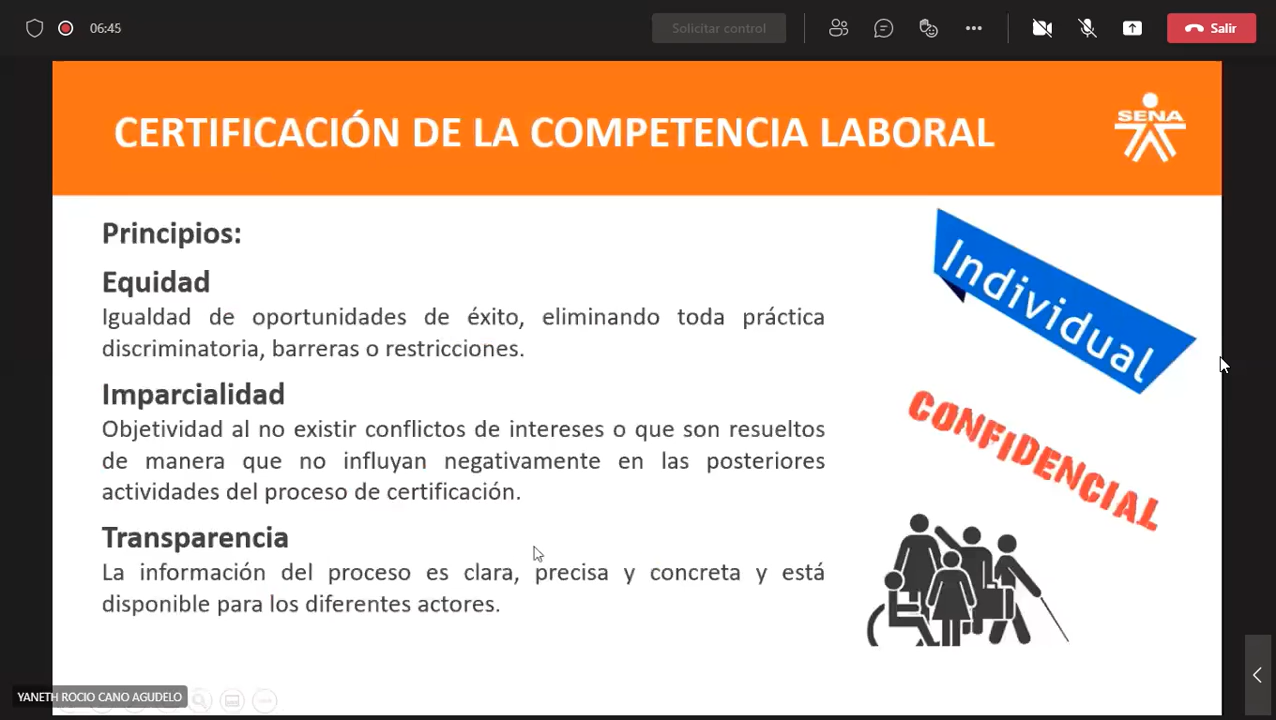 06:45
Solicitar control
Salir
CERTIFICACIÓN DE LA COMPETENCIA LABORAL
SENA
Principios:
Equidad
Igualdad de oportunidades de éxito, eliminando toda práctica
discriminatoria, barreras o restricciones.
Imparcialidad
Objetividad al no existir conflictos de intereses o que son resueltos
de manera que no influyan negativamente en las posteriores
actividades del proceso de certificación.
Transparencia
La información del proceso es clara, precisa y concreta y está
disponible para los diferentes actores.
Individual
CONFIDENCIAL
YANETH ROCIO CANO AGUDELO